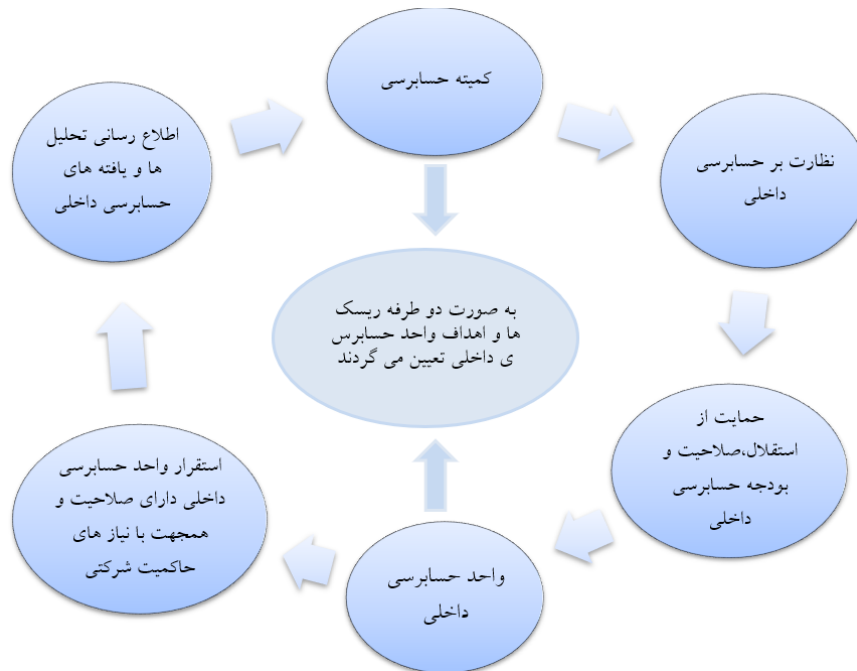 کمیته حسابرسی
نظارت بر حسابرسی
داخلی
حمایت از
استقلال،صلاحیت و
بودجه حسابرسی
داخلی
واحد حسابرسی
داخلی
استقرار واحد حسابرسی
داخلی دارای صلاحیت و
همجهت با نیاز های
حاکمیت شرکتی
اطلاع رسانی تحلیل
ها و یافته های
حسابرسی داخلی
به صورت دو طرفه ریسک
ها و اهداف واحد حسابرس
ی داخلی تعیین می گردند